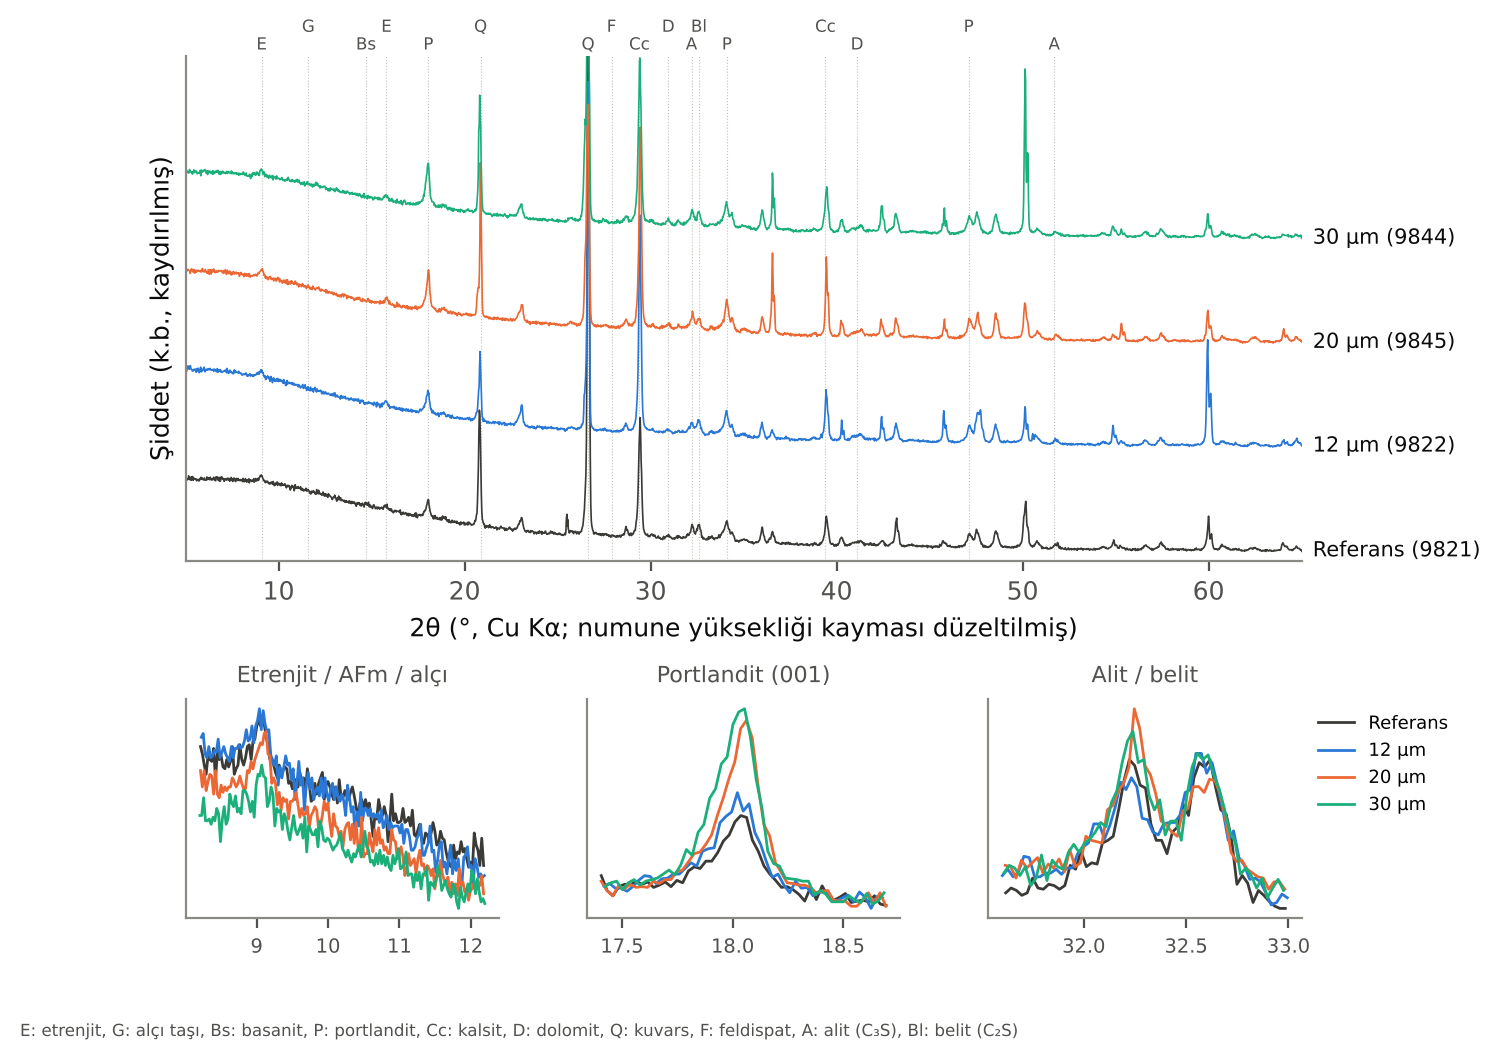 G E Q F D Bl Cc P
E Bs P Q Cc A P D A
Şiddet (k.b., kaydırılmış)
30 µm (9844)
20 µm (9845)
12 µm (9822)
Referans (9821)
10 20 30 40 50 60
2θ (°, Cu Kα; numune yüksekliği kayması düzeltilmiş)
Etrenjit / AFm / alçı
9 10 11 12
Portlandit (001)
17.5 18.0 18.5
Alit / belit
32.0 32.5 33.0
Referans
12 µm
20 µm
30 µm
E: etrenjit, G: alçı taşı, Bs: basanit, P: portlandit, Cc: kalsit, D: dolomit, Q: kuvars, F: feldispat, A: alit (C₃S), Bl: belit (C₂S)